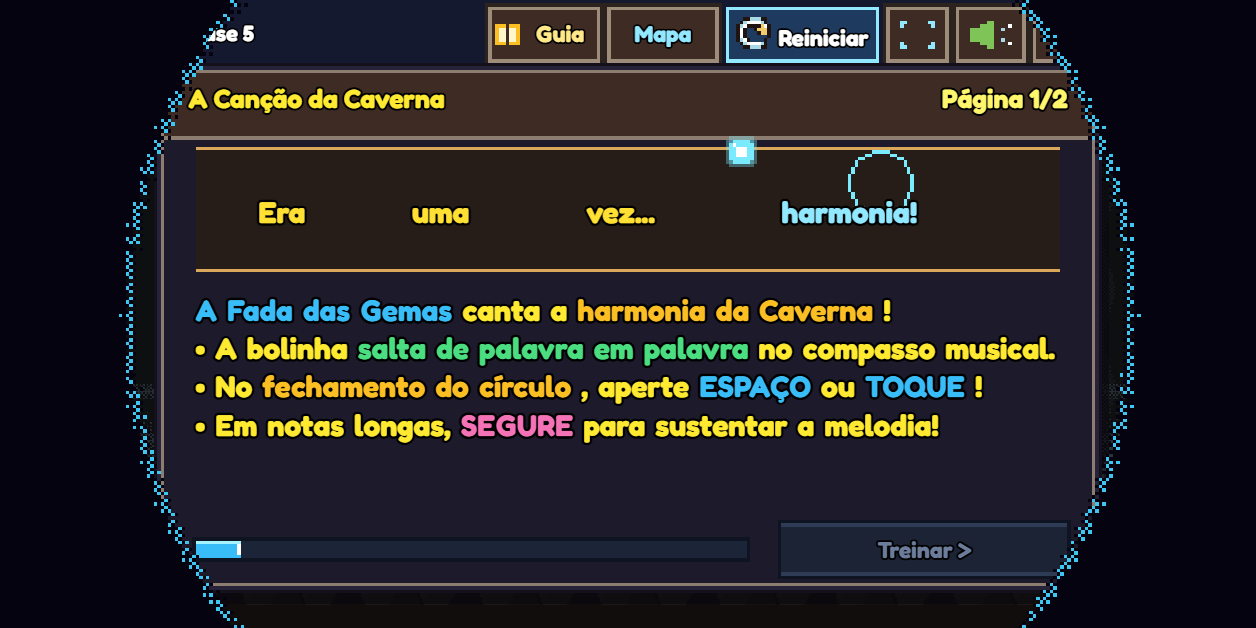 se 5
Guia
Mapa
Reiniciar
A Canção da Caverna
Página 1/2
Era uma vez... harmonia!
A Fada das Gemas canta a harmonia da Caverna !
• A bolinha salta de palavra em palavra no compasso musical.
• No fechamento do círculo , aperte ESPAÇO ou TOQUE !
• Em notas longas, SEGURE para sustentar a melodia!
Treinar >